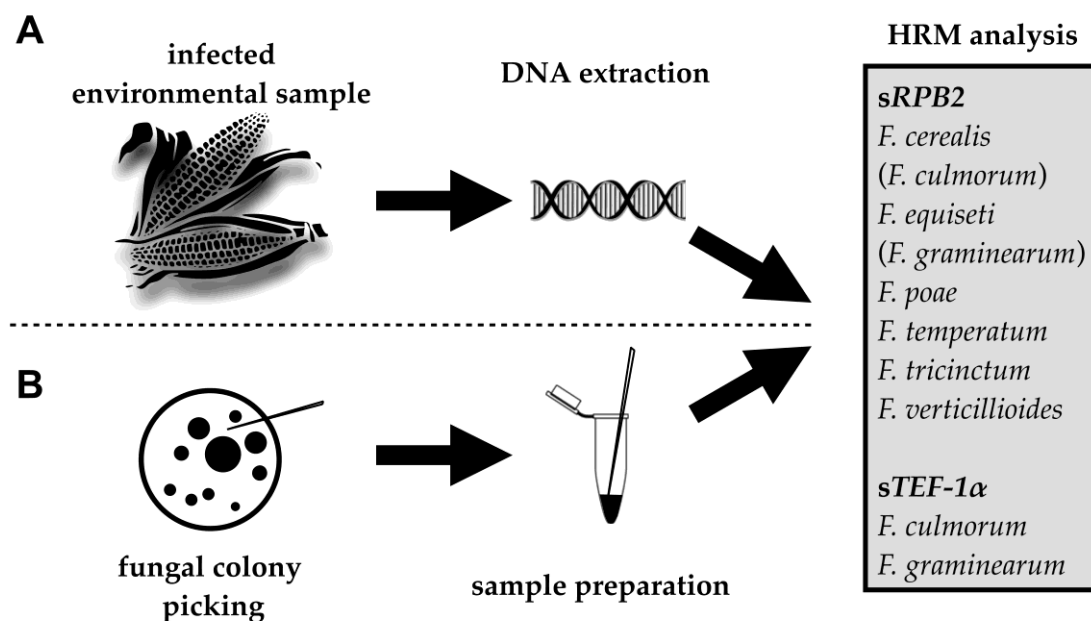 A
infected
environmental sample
DNA extraction
B
fungal colony
picking
sample preparation
HRM analysis
sRPB2
F. cerealis
(F. culmorum)
F. equiseti
(F. graminearum)
F. poae
F. temperatum
F. tricinctum
F. verticillioides
sTEF-1α
F. culmorum
F. graminearum